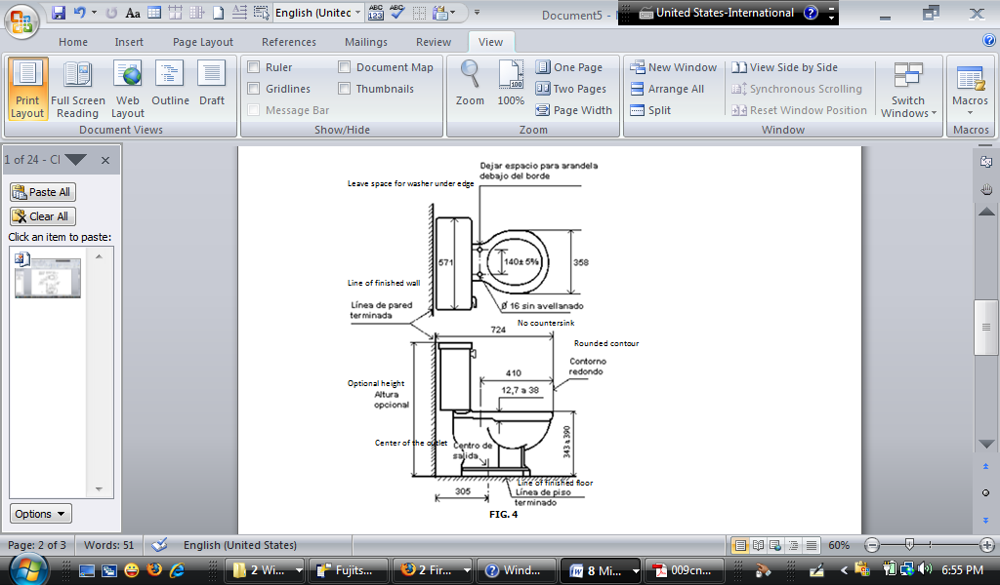 Aa
English (Unitec
Document5 -
United States-International
Home
Insert
Page Layout
References
Mailings
Review
View
Print Layout
Full Screen Reading
Web Layout
Outline
Draft
Document Views
Ruler
Gridlines
Message Bar
Document Map
Thumbnails
Show/Hide
Zoom
100%
One Page
Two Pages
Page Width
Zoom
New Window
Arrange All
Split
View Side by Side
Synchronous Scrolling
Reset Window Position
Switch Windows
Window
Macros
Macros
1 of 24 - Cl
Paste All
Clear All
Click an item to paste:
Options
Dejar espacio para arandela
debajo del borde
Leave space for washer under edge
571
140± 5%
358
Line of finished wall
Línea de pared
terminada
Ø 16 sin avellanado
No countersink
724
Rounded contour
Contorno
redondo
410
12,7 a 38
Optional height
Altura
opcional
Center of the outlet
Centro de
salida
343 a 390
Line of finished floor
Línea de piso
terminado
305
FIG. 4
Page: 2 of 3
Words: 51
English (United States)
60%
2 Wi...
Fujits...
2 Fir...
Wind...
8 Mi...
009cn...
6:55 PM